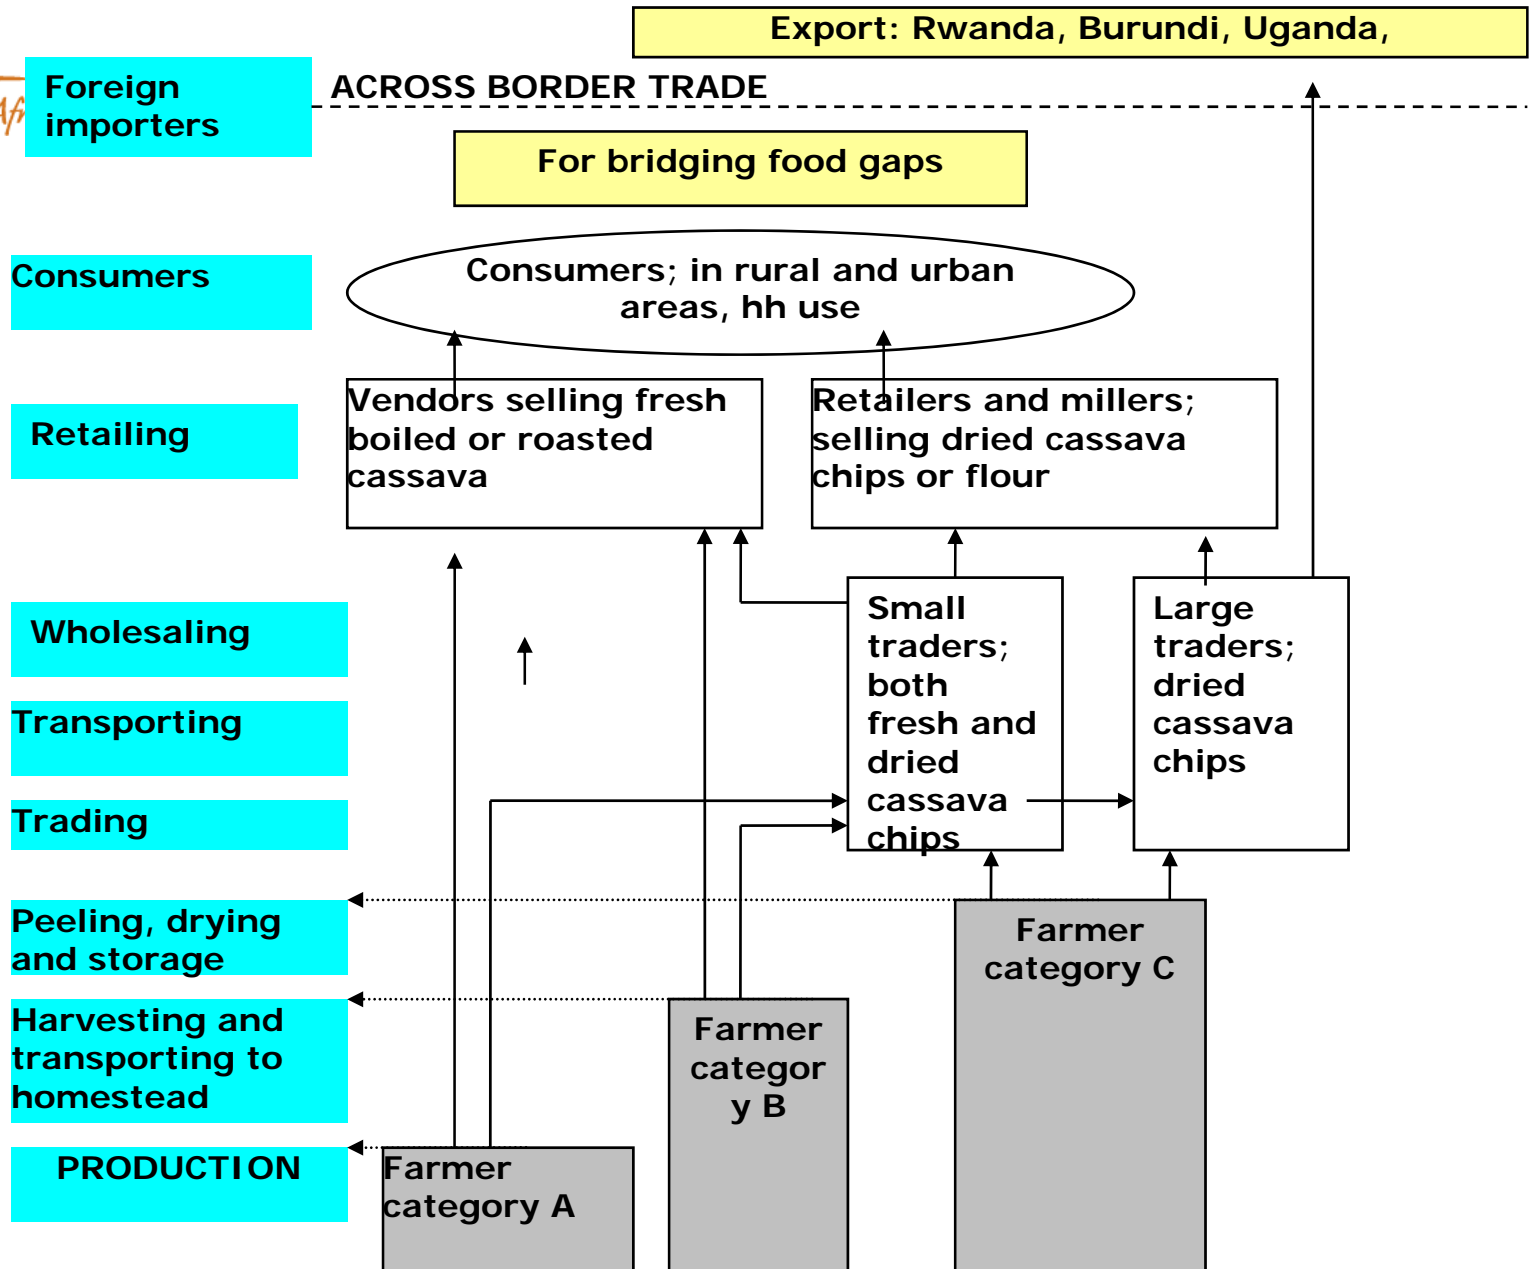 Export: Rwanda, Burundi, Uganda,
Foreign
importers
ACROSS BORDER TRADE
Afr
For bridging food gaps
Consumers
Consumers; in rural and urban
areas, hh use
Retailing
Vendors selling fresh
boiled or roasted
cassava
Retailers and millers;
selling dried cassava
chips or flour
Wholesaling
Small
traders;
both
fresh and
dried
cassava
chips
Large
traders;
dried
cassava
chips
Transporting
Trading
Peeling, drying
and storage
Farmer
category C
Harvesting and
transporting to
homestead
Farmer
categor
y B
PRODUCTION
Farmer
category A